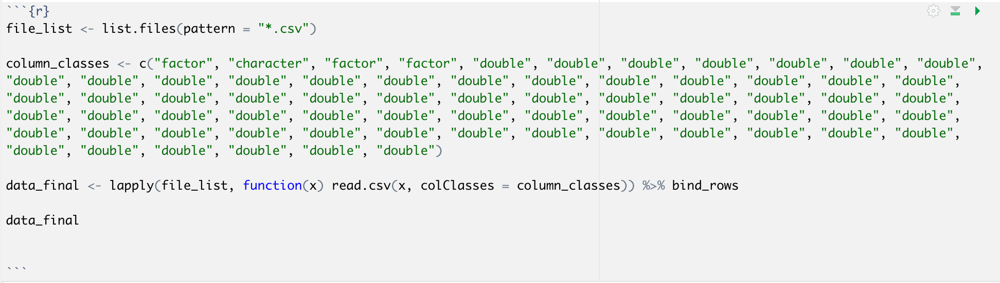 ```{r}
file_list <- list.files(pattern = "*.csv")
column_classes <- c("factor", "character", "factor", "factor", "double", "double", "double", "double", "double", "double", "double",
"double", "double", "double", "double", "double", "double", "double", "double", "double", "double", "double", "double", "double",
"double", "double", "double", "double", "double", "double", "double", "double", "double", "double", "double", "double", "double",
"double", "double", "double", "double", "double", "double", "double", "double", "double", "double", "double", "double", "double",
"double", "double", "double", "double", "double", "double", "double", "double", "double", "double", "double", "double", "double",
"double", "double", "double", "double", "double", "double")
data_final <- lapply(file_list, function(x) read.csv(x, colClasses = column_classes)) %>% bind_rows
data_final
```